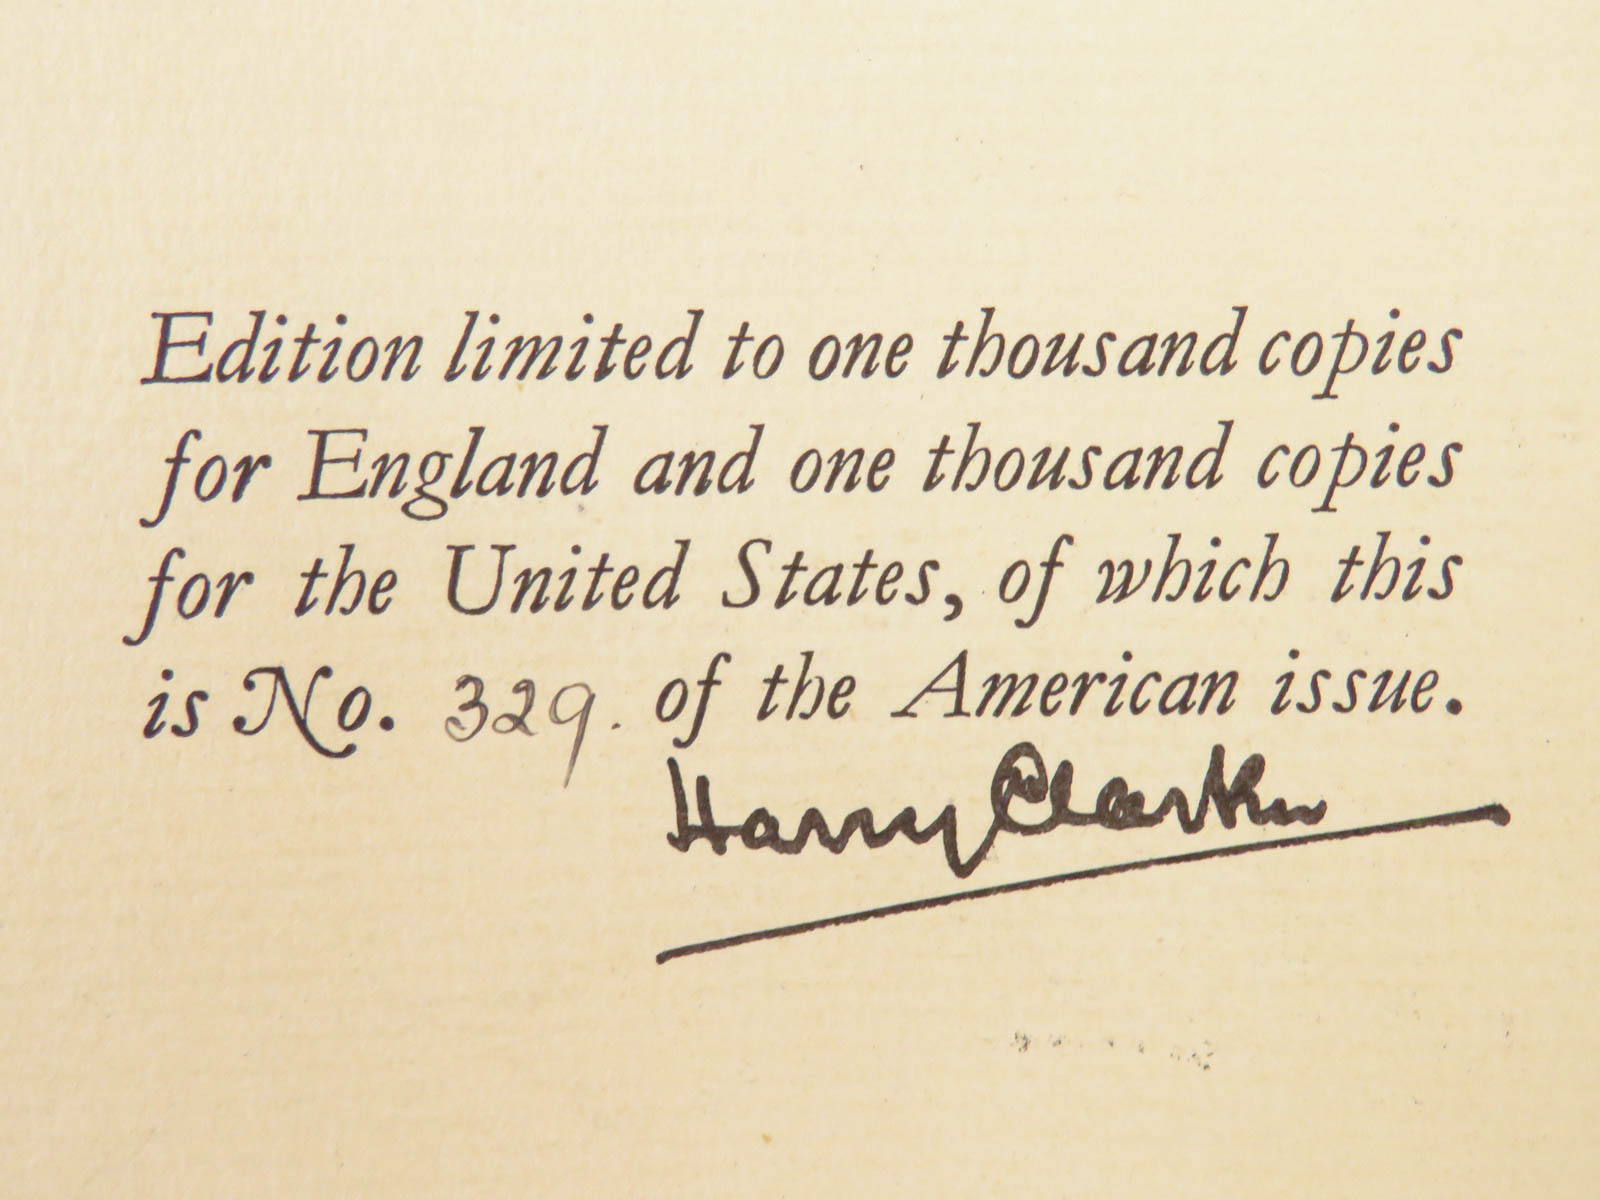 Edition limited to one thousand copies
for England and one thousand copies
for the United States, of which this
is No. 329. of the American issue.
Harry Clarke